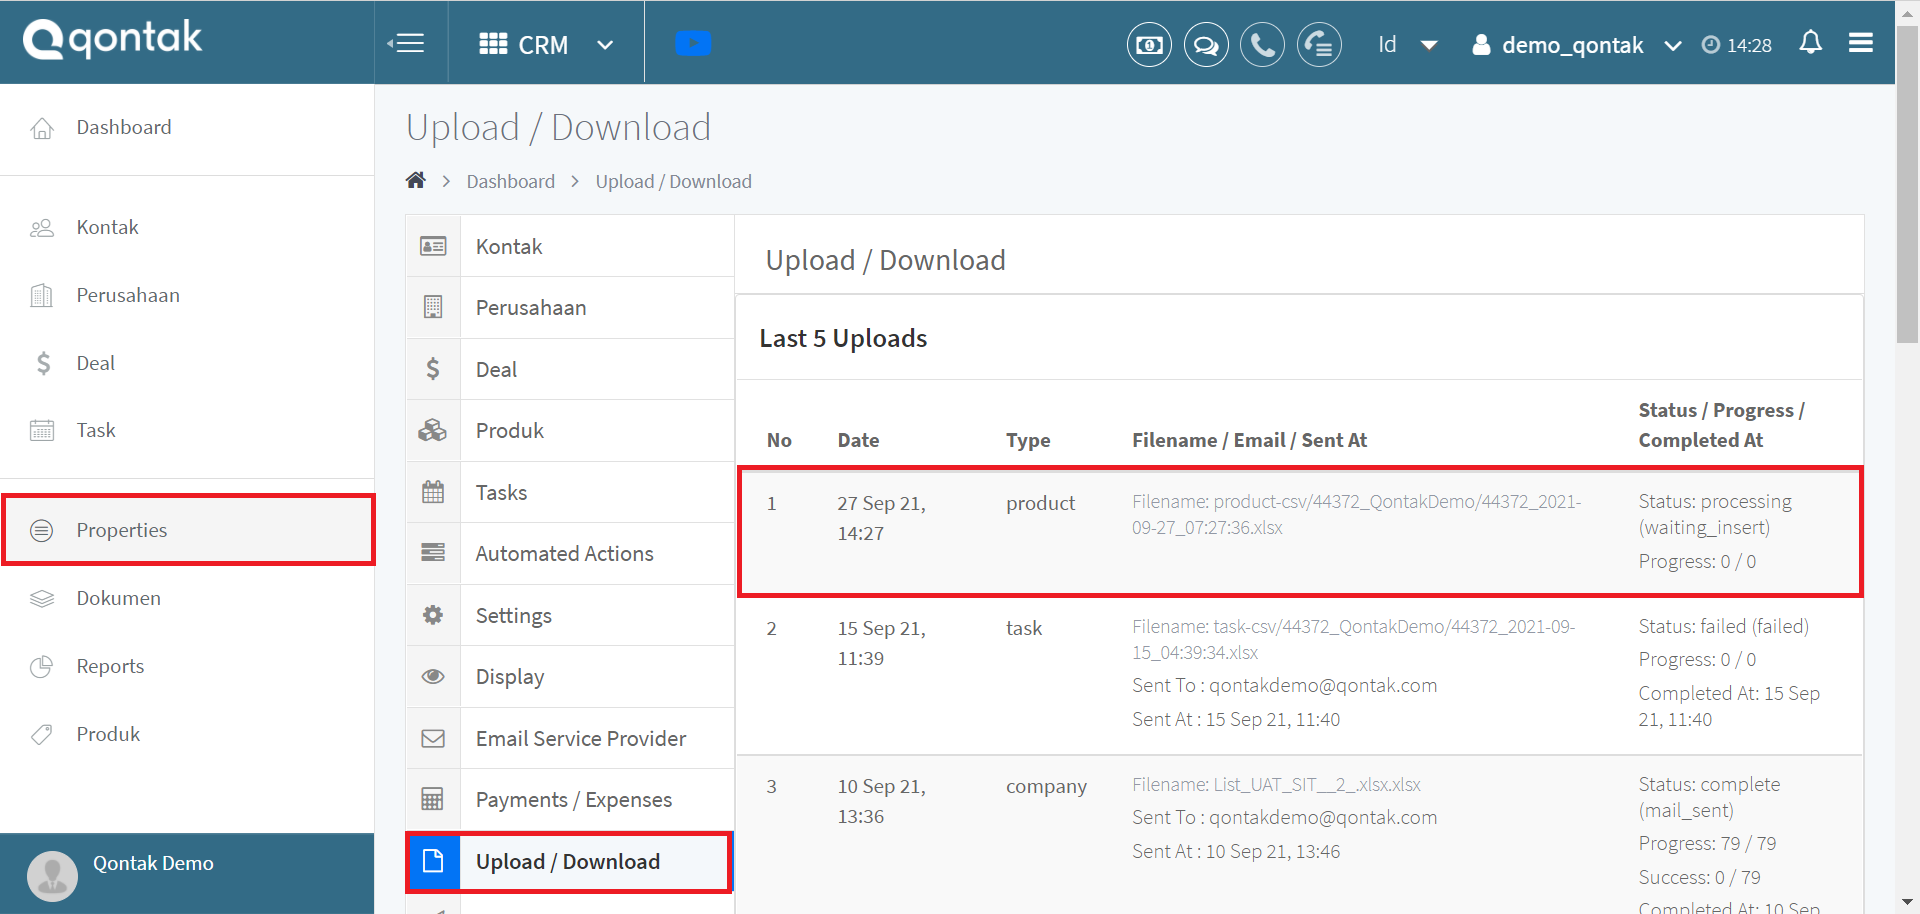 qontak
CRM
Id
demo_qontak
14:28
Dashboard
Kontak
Perusahaan
Deal
Task
Properties
Dokumen
Reports
Produk
Qontak Demo
Upload / Download
Dashboard
Upload / Download
Kontak
Perusahaan
Deal
Produk
Tasks
Automated Actions
Settings
Display
Email Service Provider
Payments / Expenses
Upload / Download
Upload / Download
Last 5 Uploads
No
Date
Type
Filename / Email / Sent At
Status / Progress /
Completed At
1
27 Sep 21,
14:27
product
Filename: product-csv/44372_QontakDemo/44372_2021-
09-27_07:27:36.xlsx
Status: processing
(waiting_insert)
Progress: 0 / 0
2
15 Sep 21,
11:39
task
Filename: task-csv/44372_QontakDemo/44372_2021-09-
15_04:39:34.xlsx
Sent To : qontakdemo@qontak.com
Sent At : 15 Sep 21, 11:40
Status: failed (failed)
Progress: 0 / 0
Completed At: 15 Sep
21, 11:40
3
10 Sep 21,
13:36
company
Filename: List_UAT_SIT__2_.xlsx.xlsx
Sent To : qontakdemo@qontak.com
Sent At : 10 Sep 21, 13:46
Status: complete
(mail_sent)
Progress: 79 / 79
Success: 0 / 79
Completed At: 10 Sep